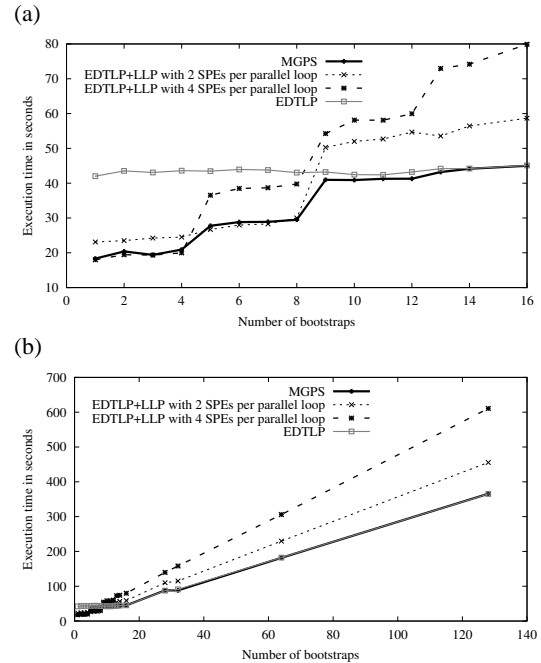 (a)
80
70
60
50
40
30
20
10
Execution time in seconds
MGPS
EDTLP+LLP with 2 SPEs per parallel loop
EDTLP+LLP with 4 SPEs per parallel loop
EDTLP
0 2 4 6 8 10 12 14 16
Number of bootstraps
(b)
700
600
500
400
300
200
100
0
Execution time in seconds
MGPS
EDTLP+LLP with 2 SPEs per parallel loop
EDTLP+LLP with 4 SPEs per parallel loop
EDTLP
0 20 40 60 80 100 120 140
Number of bootstraps